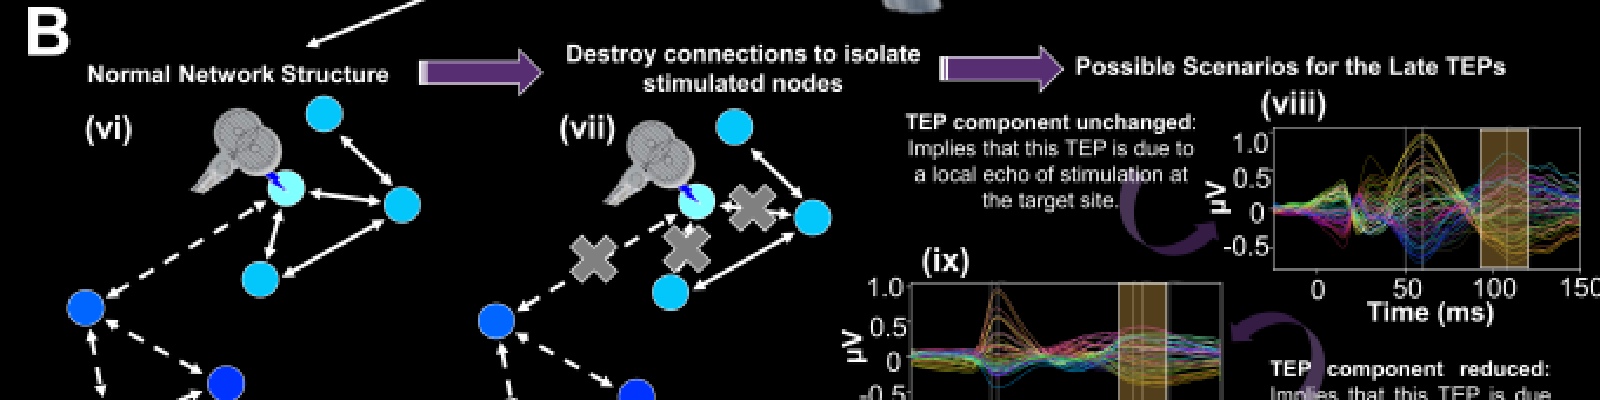 B
Normal Network Structure
Destroy connections to isolate
stimulated nodes
Possible Scenarios for the Late TEPs
(vi)
(vii)
TEP component unchanged:
Implies that this TEP is due to
a local echo of stimulation at
the target site.
(viii)
1.0
0.5
0
-0.5
µV
0 50 100 150
Time (ms)
(ix)
1.0
0.5
0
-0.5
µV
TEP component reduced:
Implies that this TEP is due